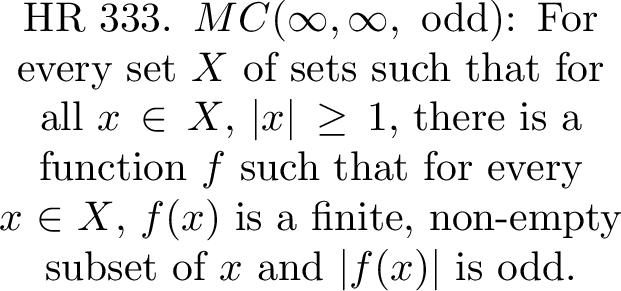 HR 333. MC(∞, ∞, odd): For
every set X of sets such that for
all x ∈ X, |x| ≥ 1, there is a
function f such that for every
x ∈ X, f(x) is a finite, non-empty
subset of x and |f(x)| is odd.